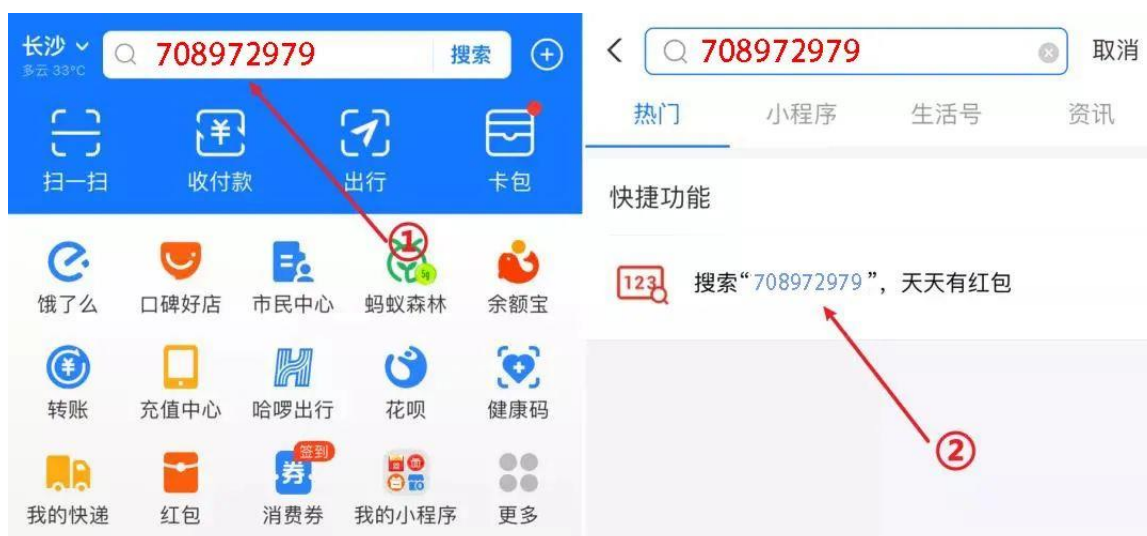 长沙
多云 33°C
708972979
搜索
扫一扫
收付款
出行
卡包
①
饿了么
口碑好店
市民中心
5g
蚂蚁森林
余额宝
转账
充值中心
哈啰出行
花呗
健康码
签到
券
我的快递
红包
消费券
我的小程序
更多
708972979
取消
热门
小程序
生活号
资讯
快捷功能
123
搜索“708972979”，天天有红包
②